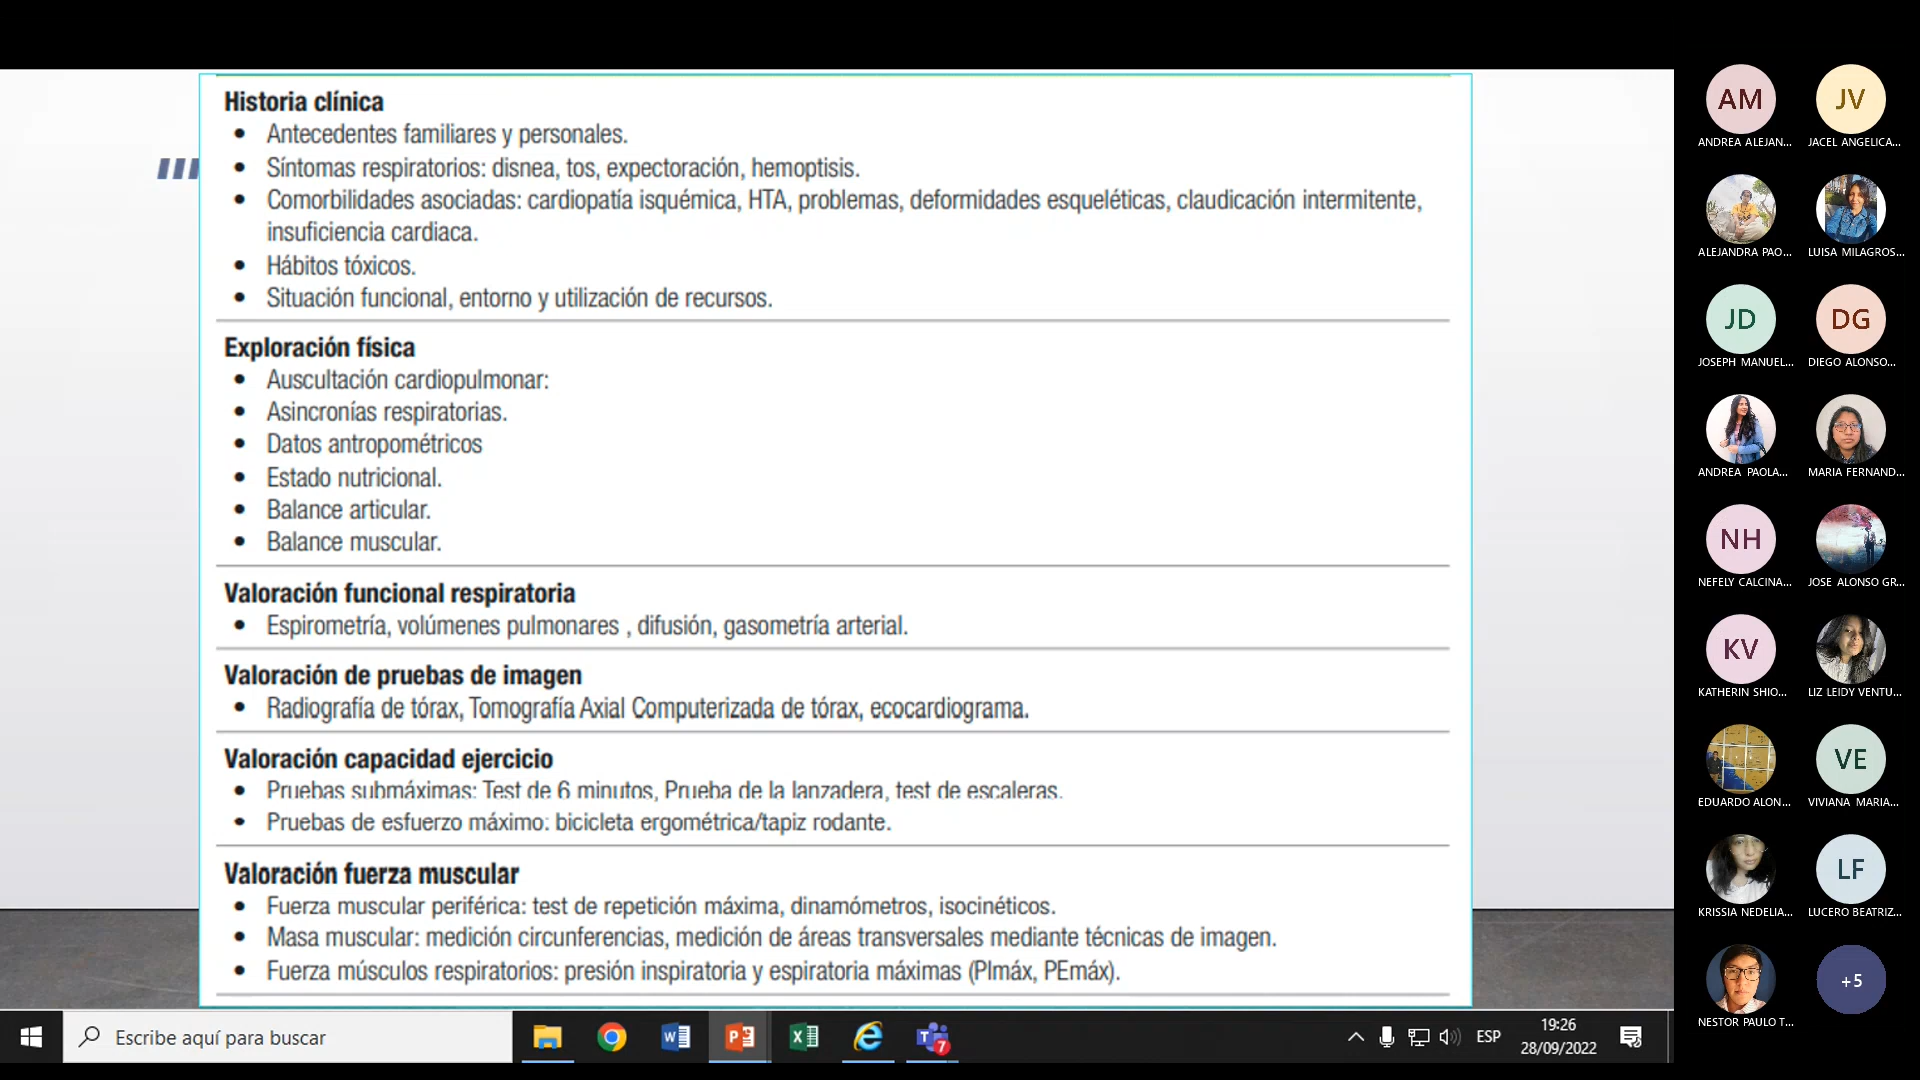 Historia clínica
• Antecedentes familiares y personales.
• Síntomas respiratorios: disnea, tos, expectoración, hemoptisis.
• Comorbilidades asociadas: cardiopatía isquémica, HTA, problemas, deformidades esqueléticas, claudicación intermitente,
insuficiencia cardiaca.
• Hábitos tóxicos.
• Situación funcional, entorno y utilización de recursos.
Exploración física
• Auscultación cardiopulmonar:
• Asincronías respiratorias.
• Datos antropométricos
• Estado nutricional.
• Balance articular.
• Balance muscular.
Valoración funcional respiratoria
• Espirometría, volúmenes pulmonares , difusión, gasometría arterial.
Valoración de pruebas de imagen
• Radiografía de tórax, Tomografía Axial Computerizada de tórax, ecocardiograma.
Valoración capacidad ejercicio
• Pruebas submáximas: Test de 6 minutos, Prueba de la lanzadera, test de escaleras.
• Pruebas de esfuerzo máximo: bicicleta ergométrica/tapiz rodante.
Valoración fuerza muscular
• Fuerza muscular periférica: test de repetición máxima, dinamómetros, isocinéticos.
• Masa muscular: medición circunferencias, medición de áreas transversales mediante técnicas de imagen.
• Fuerza músculos respiratorios: presión inspiratoria y espiratoria máximas (PImáx, PEmáx).
AM JV
ANDREA ALEJAN... JACEL ANGELICA...
ALEJANDRA PAO... LUISA MILAGROS...
JD DG
JOSEPH MANUEL... DIEGO ALONSO...
ANDREA PAOLA... MARIA FERNAND...
NH
NEFELY CALCINA... JOSE ALONSO GR...
KV
KATHERIN SHIO... LIZ LEIDY VENTU...
VE
EDUARDO ALON... VIVIANA MARIA...
LF
KRISSIA NEDELIA... LUCERO BEATRIZ...
+5
NESTOR PAULO T...
Escribe aquí para buscar
W P X T 7
ESP
19:26
28/09/2022